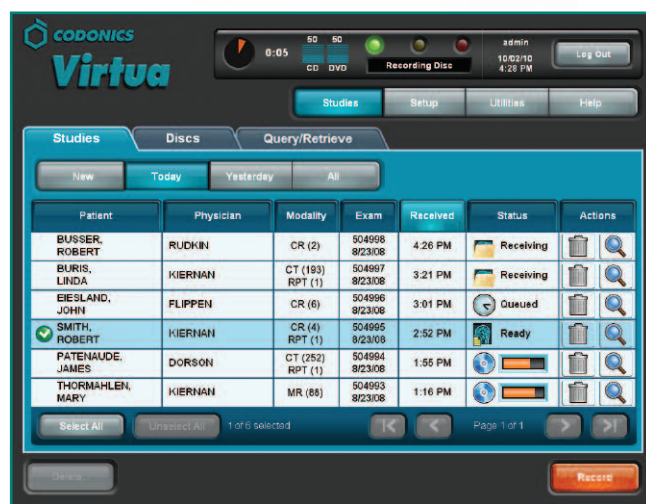 CODONICS
Virtua
0:05
50 50
CD DVD
Recording Disc
admin
10/02/10
4:28 PM
Log Out
Studies Setup Utilities Help
Studies Discs Query/Retrieve
New Today Yesterday All
Patient Physician Modality Exam Received Status Actions
BUSSER,
ROBERT
RUDKIN
CR (2)
504998
8/23/08
4:26 PM
Receiving
BURIS,
LINDA
KIERNAN
CT (193)
RPT (1)
504997
8/23/08
3:21 PM
Receiving
EIESLAND,
JOHN
FLIPPEN
CR (6)
504996
8/23/08
3:01 PM
Queued
SMITH,
ROBERT
KIERNAN
CR (4)
RPT (1)
504995
8/23/08
2:52 PM
Ready
PATENAUDE,
JAMES
DORSON
CT (252)
RPT (1)
504994
8/23/08
1:55 PM
THORMAHLEN,
MARY
KIERNAN
MR (88)
504993
8/23/08
1:16 PM
Select All Unselect All 1 of 6 selected Page 1 of 1
Delete... Record